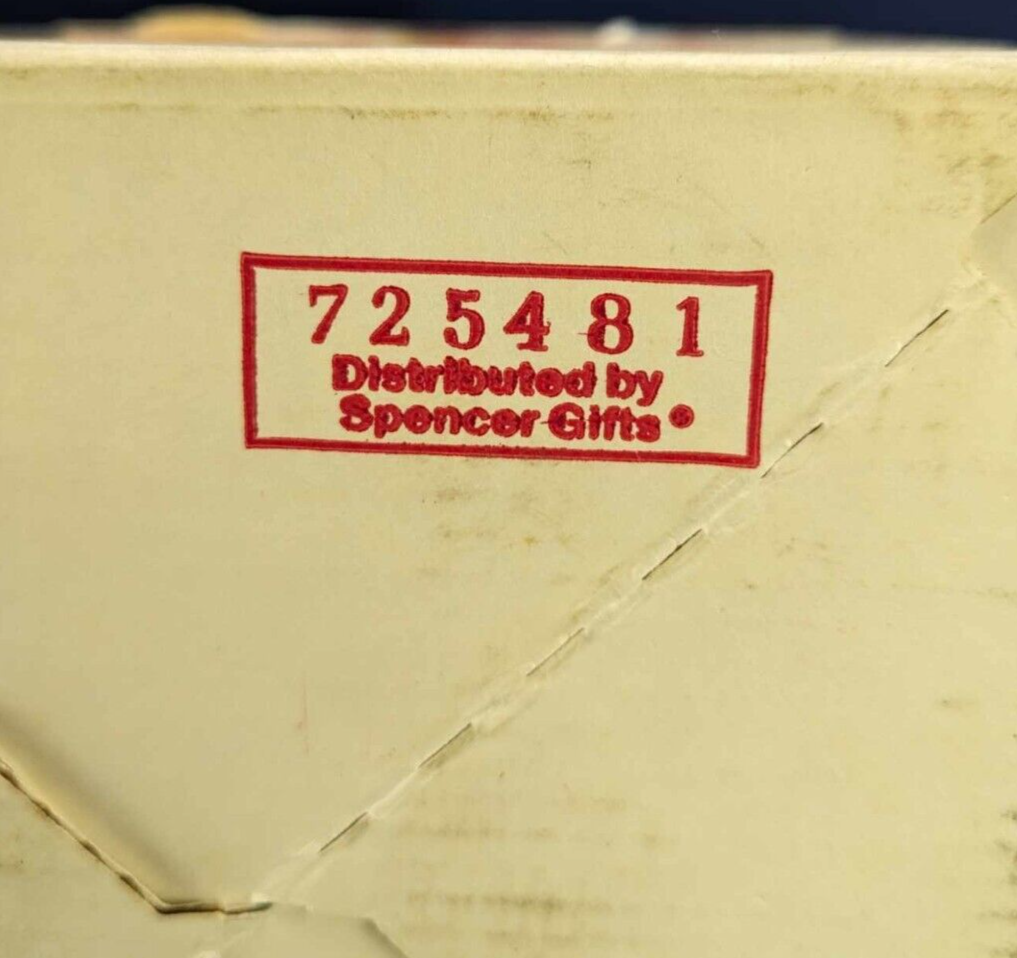 725481
Distributed by
Spencer Gifts®